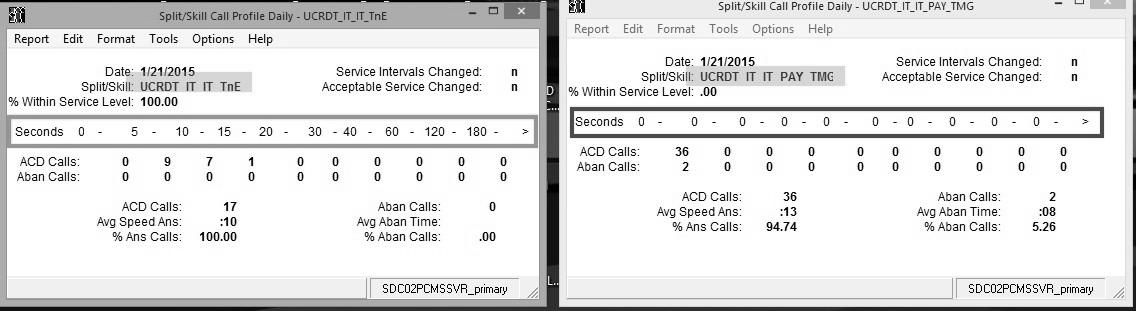 Split/Skill Call Profile Daily - UCRDT_IT_IT_TnE
Report Edit Format Tools Options Help
Date: 1/21/2015 Service Intervals Changed: n
Split/Skill: UCRDT IT IT TnE Acceptable Service Changed: n
% Within Service Level: 100.00
Seconds 0 - 5 - 10 - 15 - 20 - 30 - 40 - 60 - 120 - 180 - >
ACD Calls: 0 9 7 1 0 0 0 0 0 0
Aban Calls: 0 0 0 0 0 0 0 0 0 0
ACD Calls: 17 Aban Calls: 0
Avg Speed Ans: :10 Avg Aban Time:
% Ans Calls: 100.00 % Aban Calls: .00
SDC02PCMSSVR_primary
Split/Skill Call Profile Daily - UCRDT_IT_IT_PAY_TMG
Report Edit Format Tools Options Help
Date: 1/21/2015 Service Intervals Changed: n
Split/Skill: UCRDT IT IT PAY TMG Acceptable Service Changed: n
% Within Service Level: .00
Seconds 0 - 0 - 0 - 0 - 0 - 0 - 0 - 0 - 0 - 0 - >
ACD Calls: 36 0 0 0 0 0 0 0 0 0
Aban Calls: 2 0 0 0 0 0 0 0 0 0
ACD Calls: 36 Aban Calls: 2
Avg Speed Ans: :13 Avg Aban Time: :08
% Ans Calls: 94.74 % Aban Calls: 5.26
SDC02PCMSSVR_primary